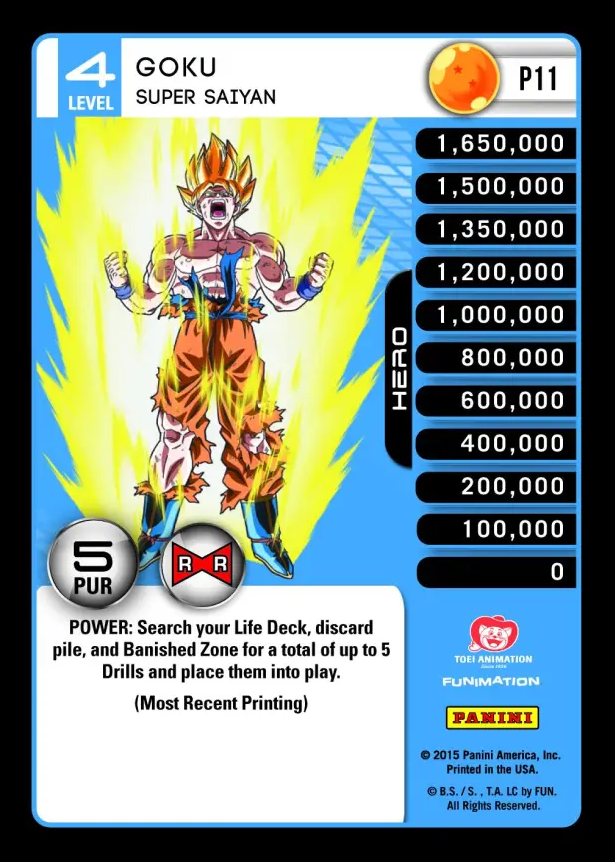 4
LEVEL
GOKU
SUPER SAIYAN
P11
1,650,000
1,500,000
1,350,000
1,200,000
1,000,000
800,000
600,000
400,000
200,000
100,000
0
HERO
5
PUR
R R
POWER: Search your Life Deck, discard
pile, and Banished Zone for a total of up to 5
Drills and place them into play.
(Most Recent Printing)
TOEI ANIMATION
Since 1956
FUNIMATION
PANINI
© 2015 Panini America, Inc.
Printed in the USA.
© B.S. / S. , T.A. LC by FUN.
All Rights Reserved.